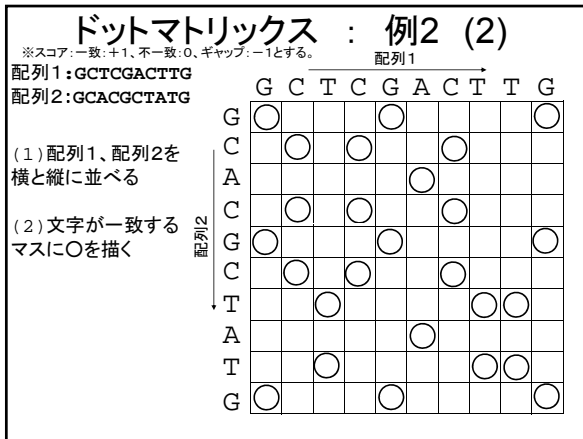 ドットマトリックス : 例2 (2)
※スコア:一致:+1、不一致:0、ギャップ:-1とする。
配列1:GCTCGACTTG
配列2:GCACGCTATG
配列1
G C T C G A C T T G
(1)配列1、配列2を
横と縦に並べる
(2)文字が一致する
マスに○を描く
配列2
G
C
A
C
G
C
T
A
T
G